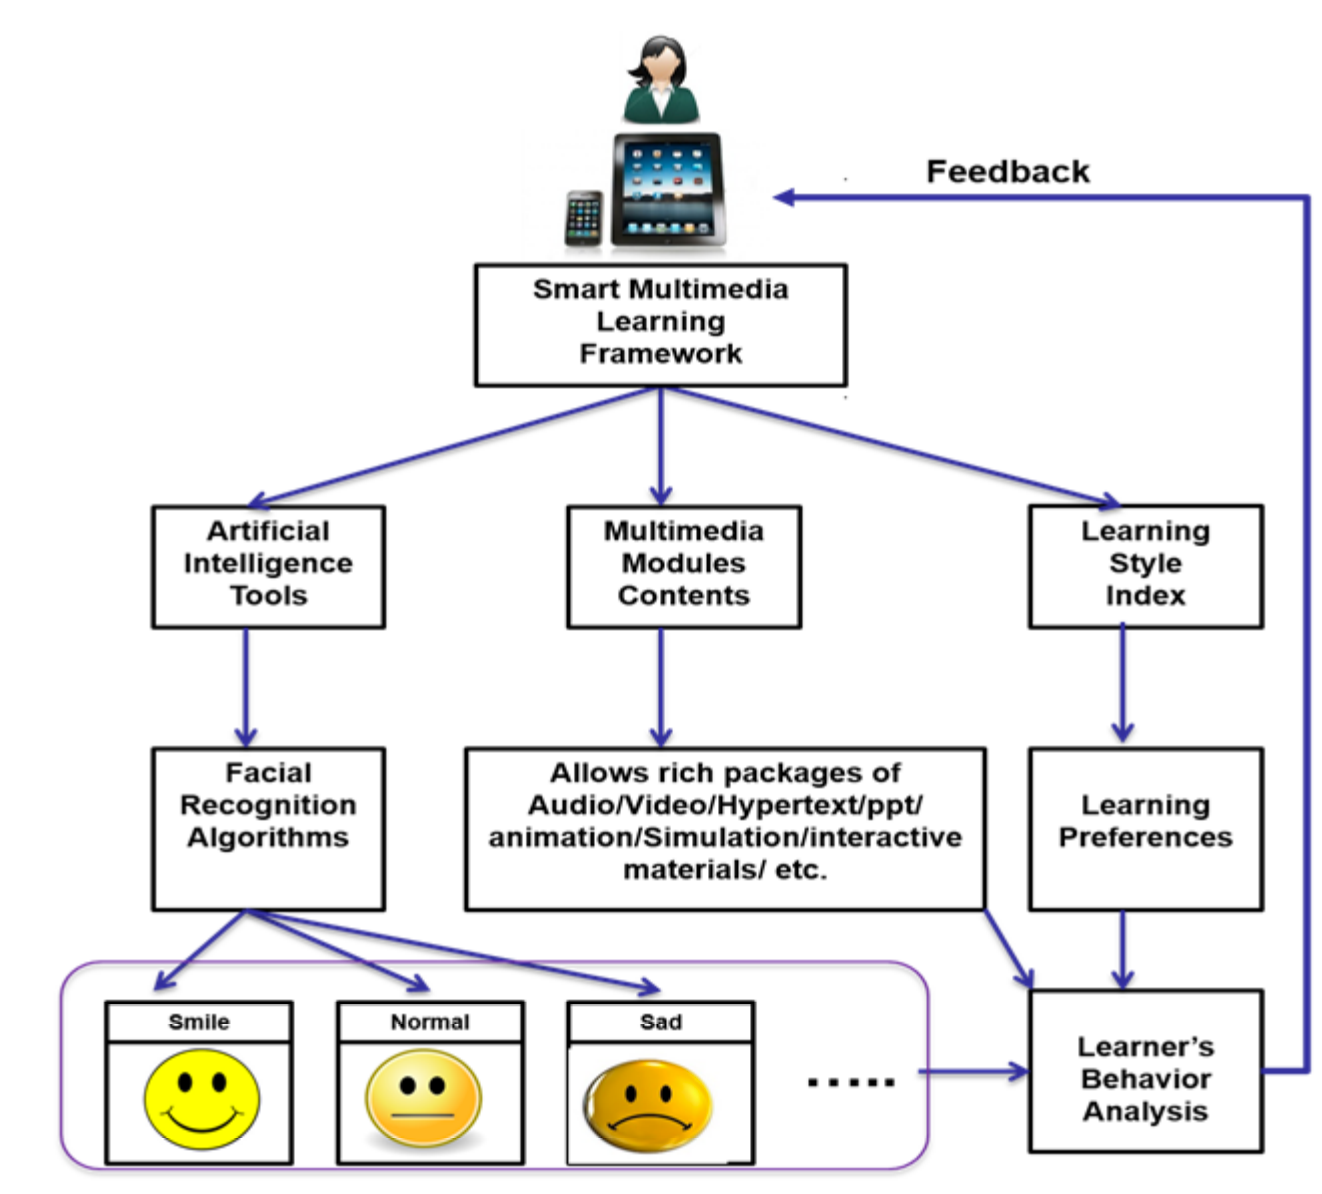 Feedback
Smart Multimedia
Learning
Framework
Artificial
Intelligence
Tools
Multimedia
Modules
Contents
Learning
Style
Index
Facial
Recognition
Algorithms
Allows rich packages of
Audio/Video/Hypertext/ppt/
animation/Simulation/interactive
materials/ etc.
Learning
Preferences
Smile
Normal
Sad
.....
Learner’s
Behavior
Analysis